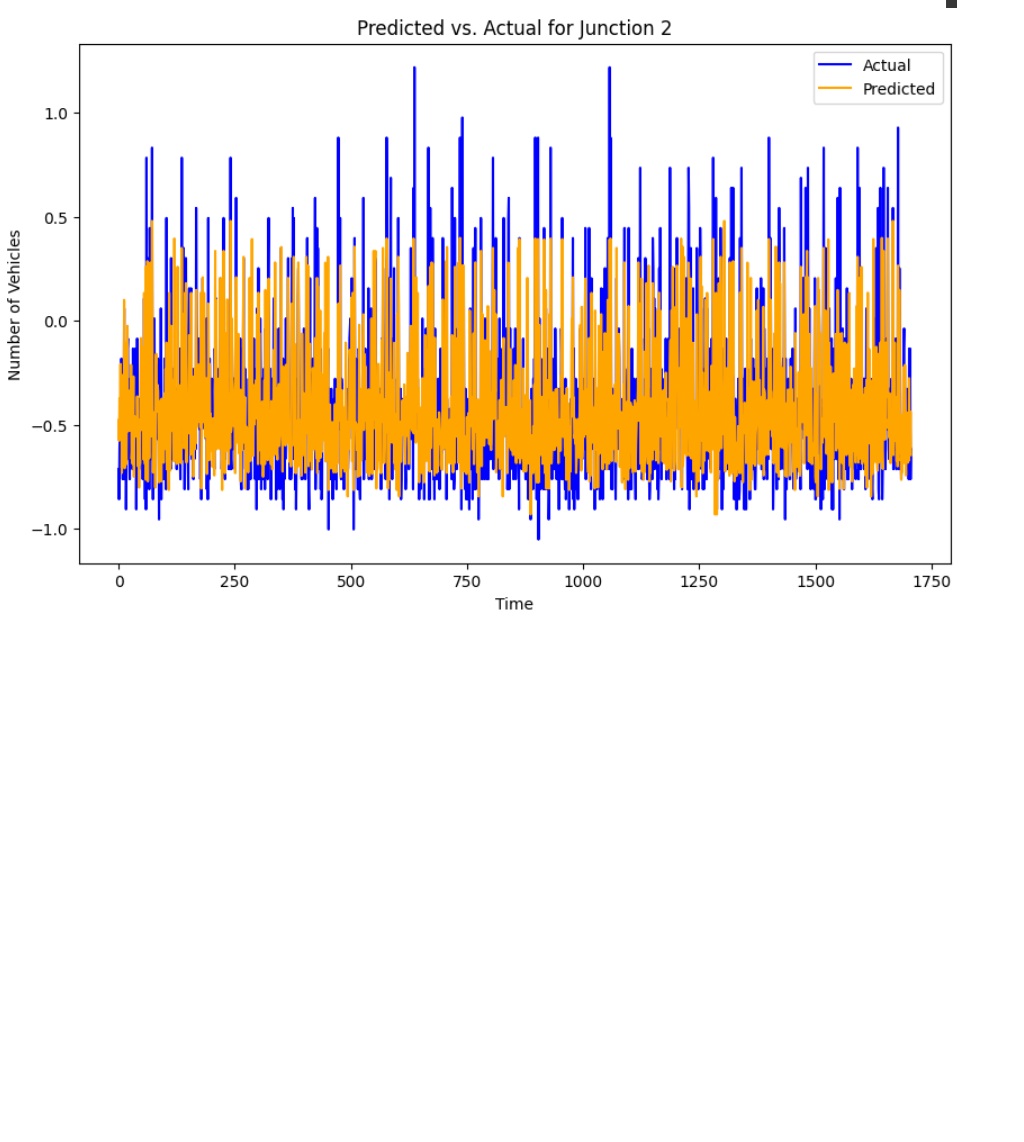 Predicted vs. Actual for Junction 2
Actual
Predicted
Number of Vehicles
1.0
0.5
0.0
−0.5
−1.0
0 250 500 750 1000 1250 1500 1750
Time